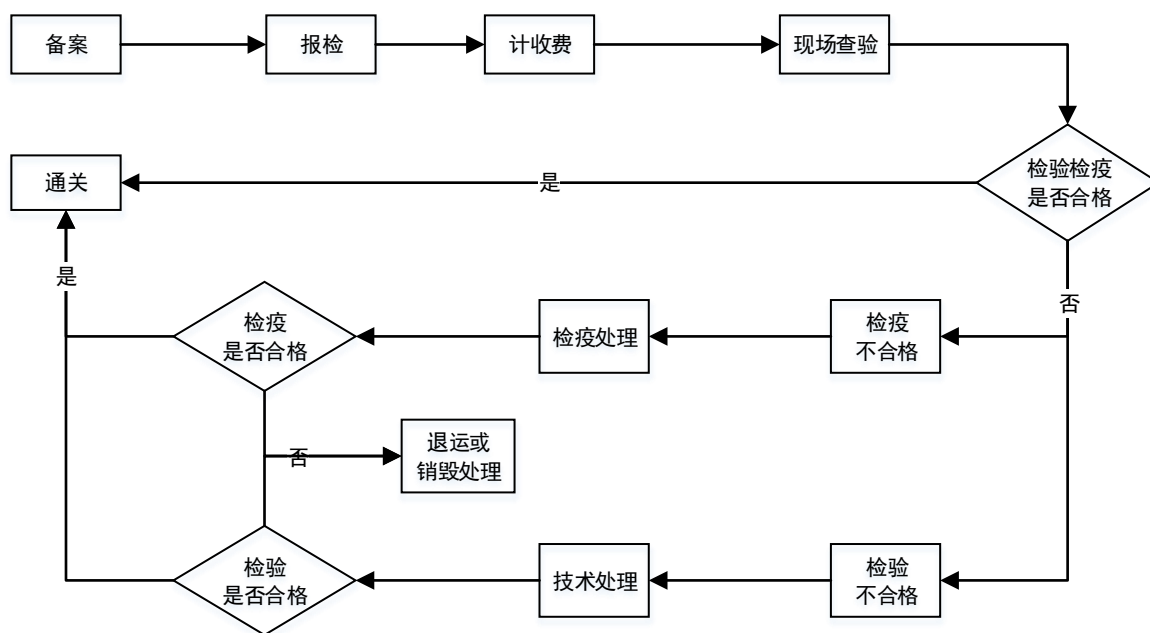 备案
报检
计收费
现场查验
通关
是
检验检疫
是否合格
是
否
检疫
是否合格
检疫处理
检疫
不合格
否
退运或
销毁处理
检验
是否合格
技术处理
检验
不合格